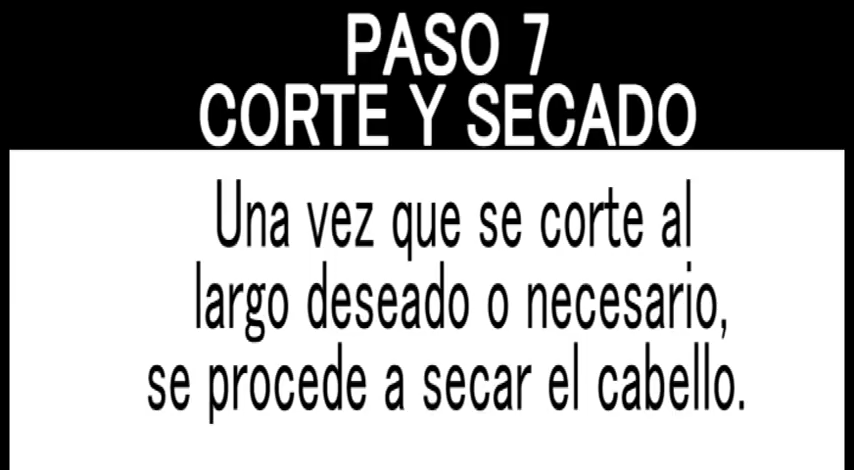 PASO 7
CORTE Y SECADO
Una vez que se corte al
largo deseado o necesario,
se procede a secar el cabello.